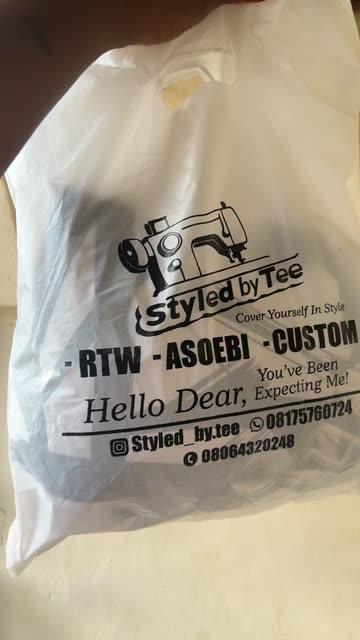 Styled by Tee
Cover Yourself In Style
- RTW - ASOEBI - CUSTOM
Hello Dear, You've Been
Expecting Me!
Styled_by.tee 08175760724
08064320248